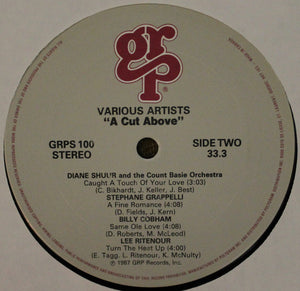 grp
VARIOUS ARTISTS
"A Cut Above"
GRPS 100
STEREO
SIDE TWO
33.3
DIANE SHUU'R and the Count Basie Orchestra
Caught A Touch Of Your Love (3:03)
(C. Bikhardt, J. Keller, J. Best)
STEPHANE GRAPPELLI
A Fine Romance (4:08)
(D. Fields, J. Kern)
BILLY COBHAM
Same Ole Love (4:09)
(D. Roberts, M. McLeod)
LEE RITENOUR
Turn The Heat Up (4:08)
(E. Tagg. L. Ritenour, K. McNulty)
℗ 1987 GRP Records, Inc.